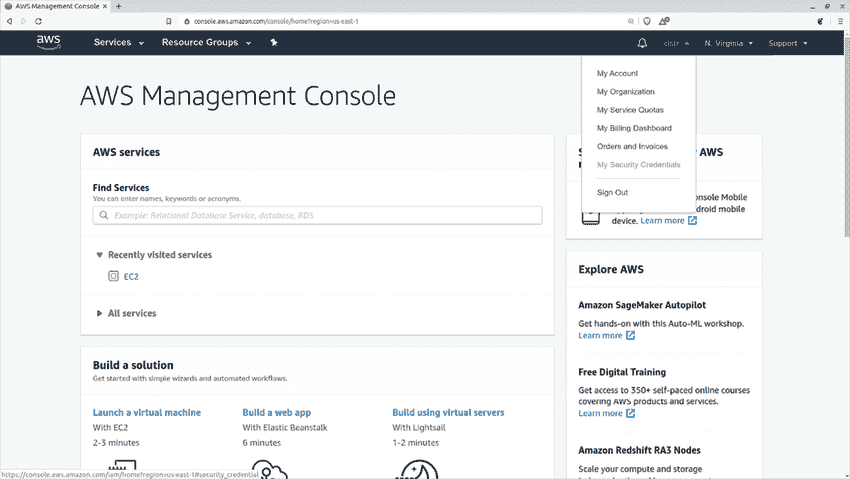 AWS Management Console
console.aws.amazon.com/console/home?region=us-east-1
aws
Services
Resource Groups
N. Virginia
Support
My Account
My Organization
My Service Quotas
My Billing Dashboard
Orders and Invoices
My Security Credentials
Sign Out
AWS Management Console
AWS services
Find Services
You can enter names, keywords or acronyms.
Example: Relational Database Service, database, RDS
Recently visited services
EC2
All services
Build a solution
Get started with simple wizards and automated workflows.
Launch a virtual machine
With EC2
2-3 minutes
Build a web app
With Elastic Beanstalk
6 minutes
Build using virtual servers
With Lightsail
1-2 minutes
AWS
Console Mobile
mobile
device. Learn more
Explore AWS
Amazon SageMaker Autopilot
Get hands-on with this Auto-ML workshop.
Learn more
Free Digital Training
Get access to 350+ self-paced online courses
covering AWS products and services.
Learn more
Amazon Redshift RA3 Nodes
Scale your compute and storage
https://console.aws.amazon.com/iam/home?region=us-east-1#security_credential